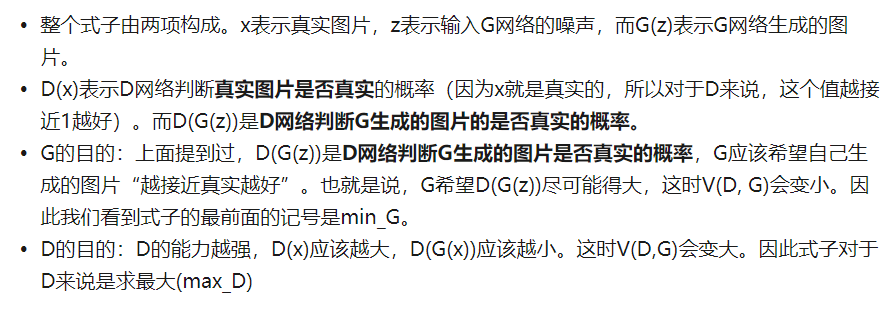 • 整个式子由两项构成。x表示真实图片，z表示输入G网络的噪声，而G(z)表示G网络生成的图
片。
• D(x)表示D网络判断真实图片是否真实的概率（因为x就是真实的，所以对于D来说，这个值越接
近1越好）。而D(G(z))是D网络判断G生成的图片的是否真实的概率。
• G的目的：上面提到过，D(G(z))是D网络判断G生成的图片是否真实的概率，G应该希望自己生
成的图片“越接近真实越好”。也就是说，G希望D(G(z))尽可能得大，这时V(D, G)会变小。因
此我们看到式子的最前面的记号是min_G。
• D的目的：D的能力越强，D(x)应该越大，D(G(x))应该越小。这时V(D,G)会变大。因此式子对于
D来说是求最大(max_D)